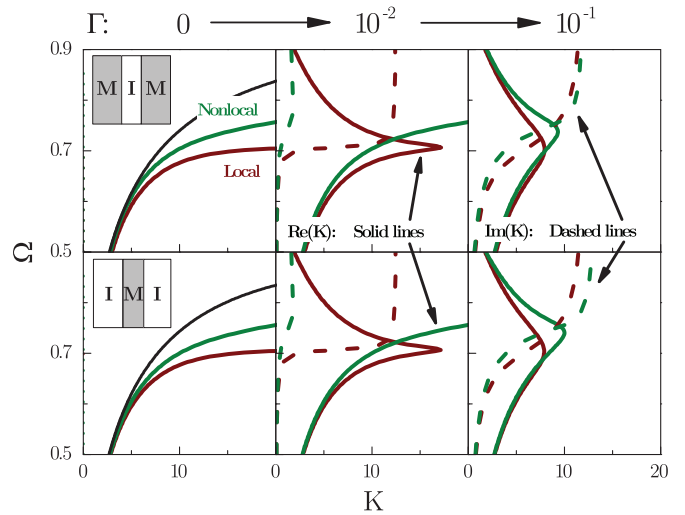 Γ: 0 10⁻² 10⁻¹
0.9
M I M
Nonlocal
0.7
Local
Re(K): Solid lines Im(K): Dashed lines
0.5
Ω
I M I
0.7
0.5
0 10 0 10 0 10 20
K